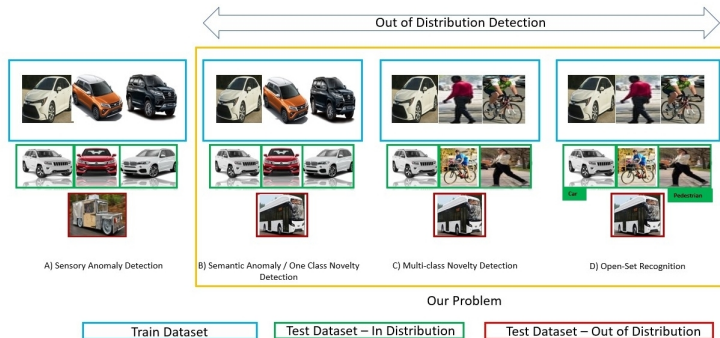 Out of Distribution Detection
Car
Pedestrian
A) Sensory Anomaly Detection
B) Semantic Anomaly / One Class Novelty
Detection
C) Multi-class Novelty Detection
D) Open-Set Recognition
Our Problem
Train Dataset
Test Dataset – In Distribution
Test Dataset – Out of Distribution